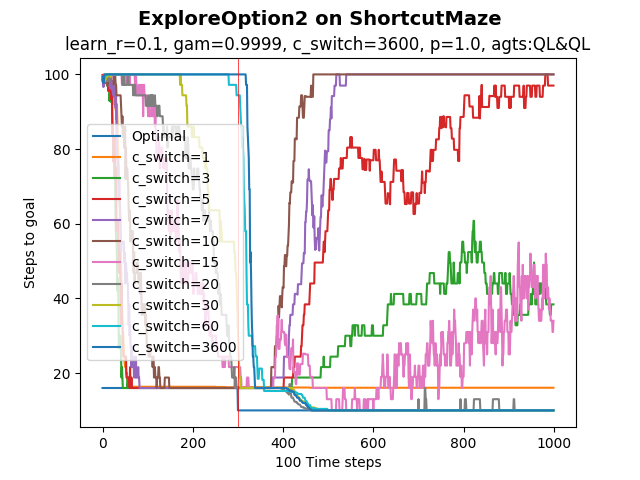 ExploreOption2 on ShortcutMaze
learn_r=0.1, gam=0.9999, c_switch=3600, p=1.0, agts:QL&QL
100
80
60
40
20
Steps to goal
Optimal
c_switch=1
c_switch=3
c_switch=5
c_switch=7
c_switch=10
c_switch=15
c_switch=20
c_switch=30
c_switch=60
c_switch=3600
0 200 400 600 800 1000
100 Time steps